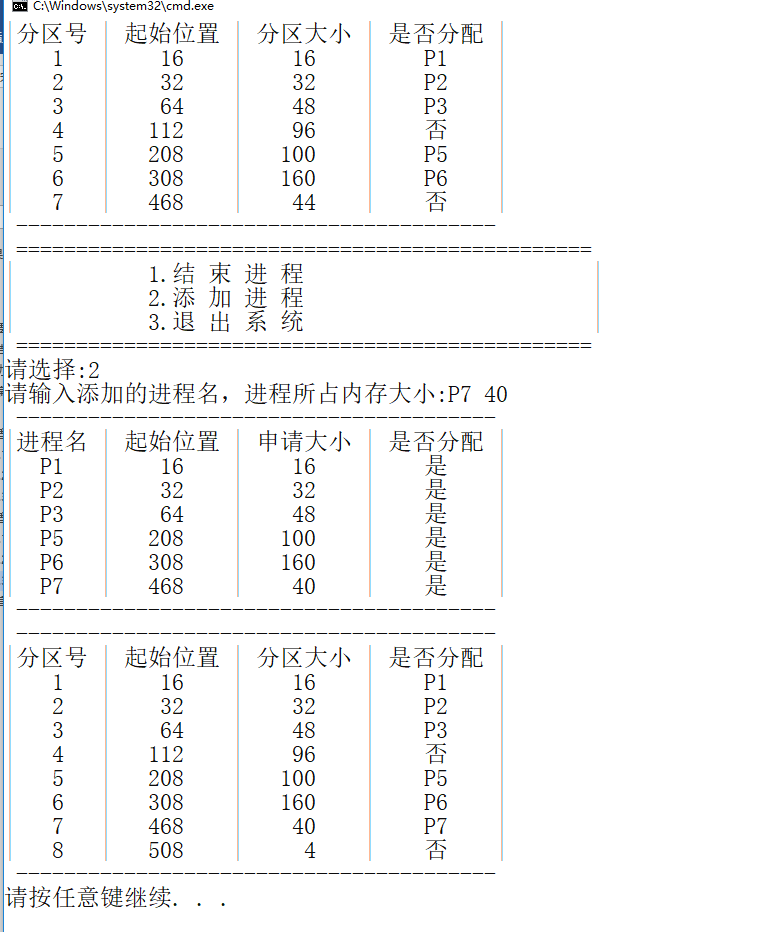 C:\Windows\system32\cmd.exe
分区号 起始位置 分区大小 是否分配
1 16 16 P1
2 32 32 P2
3 64 48 P3
4 112 96 否
5 208 100 P5
6 308 160 P6
7 468 44 否
----------------------------------------
================================================
1.结 束 进 程
2.添 加 进 程
3.退 出 系 统
================================================
请选择:2
请输入添加的进程名，进程所占内存大小:P7 40
----------------------------------------
进程名 起始位置 申请大小 是否分配
P1 16 16 是
P2 32 32 是
P3 64 48 是
P5 208 100 是
P6 308 160 是
P7 468 40 是
----------------------------------------
----------------------------------------
分区号 起始位置 分区大小 是否分配
1 16 16 P1
2 32 32 P2
3 64 48 P3
4 112 96 否
5 208 100 P5
6 308 160 P6
7 468 40 P7
8 508 4 否
----------------------------------------
请按任意键继续. . .